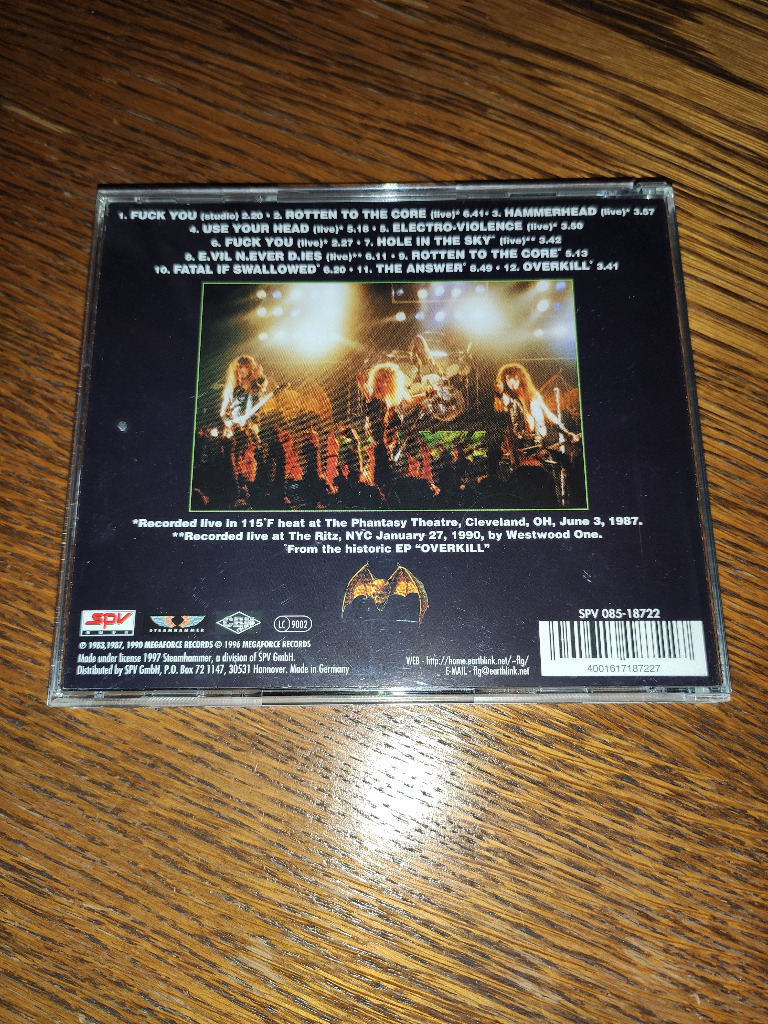 1. FUCK YOU (studio) 2.20 • 2. ROTTEN TO THE CORE (live)* 6.41 • 3. HAMMERHEAD (live)* 3.57
4. USE YOUR HEAD (live)* 5.18 • 5. ELECTRO-VIOLENCE (live)* 3.50
6. FUCK YOU (live)* 2.27 • 7. HOLE IN THE SKY* (live)** 3.42
8. E.VIL N.EVER D.IES (live)** 6.11 • 9. ROTTEN TO THE CORE° 5.13
10. FATAL IF SWALLOWED° 6.20 • 11. THE ANSWER° 8.49 • 12. OVERKILL° 3.41
*Recorded live in 115°F heat at The Phantasy Theatre, Cleveland, OH, June 3, 1987.
**Recorded live at The Ritz, NYC January 27, 1990, by Westwood One.
°From the historic EP "OVERKILL"
SPV
STEAMHAMMER
LC 9002
SPV 085-18722
℗ 1983,1987, 1990 MEGAFORCE RECORDS © 1996 MEGAFORCE RECORDS
Made under license 1997 Steamhammer, a division of SPV GmbH.
Distributed by SPV GmbH, P.O. Box 72 1147, 30531 Hannover. Made in Germany
WEB - http://home.earthlink.net/~flg/
E-MAIL - flg@earthlink.net
4001617187227